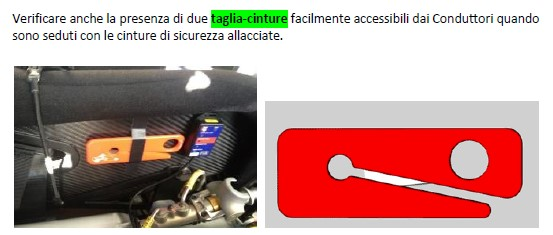 Verificare anche la presenza di due taglia-cinture facilmente accessibili dai Conduttori quando
sono seduti con le cinture di sicurezza allacciate.